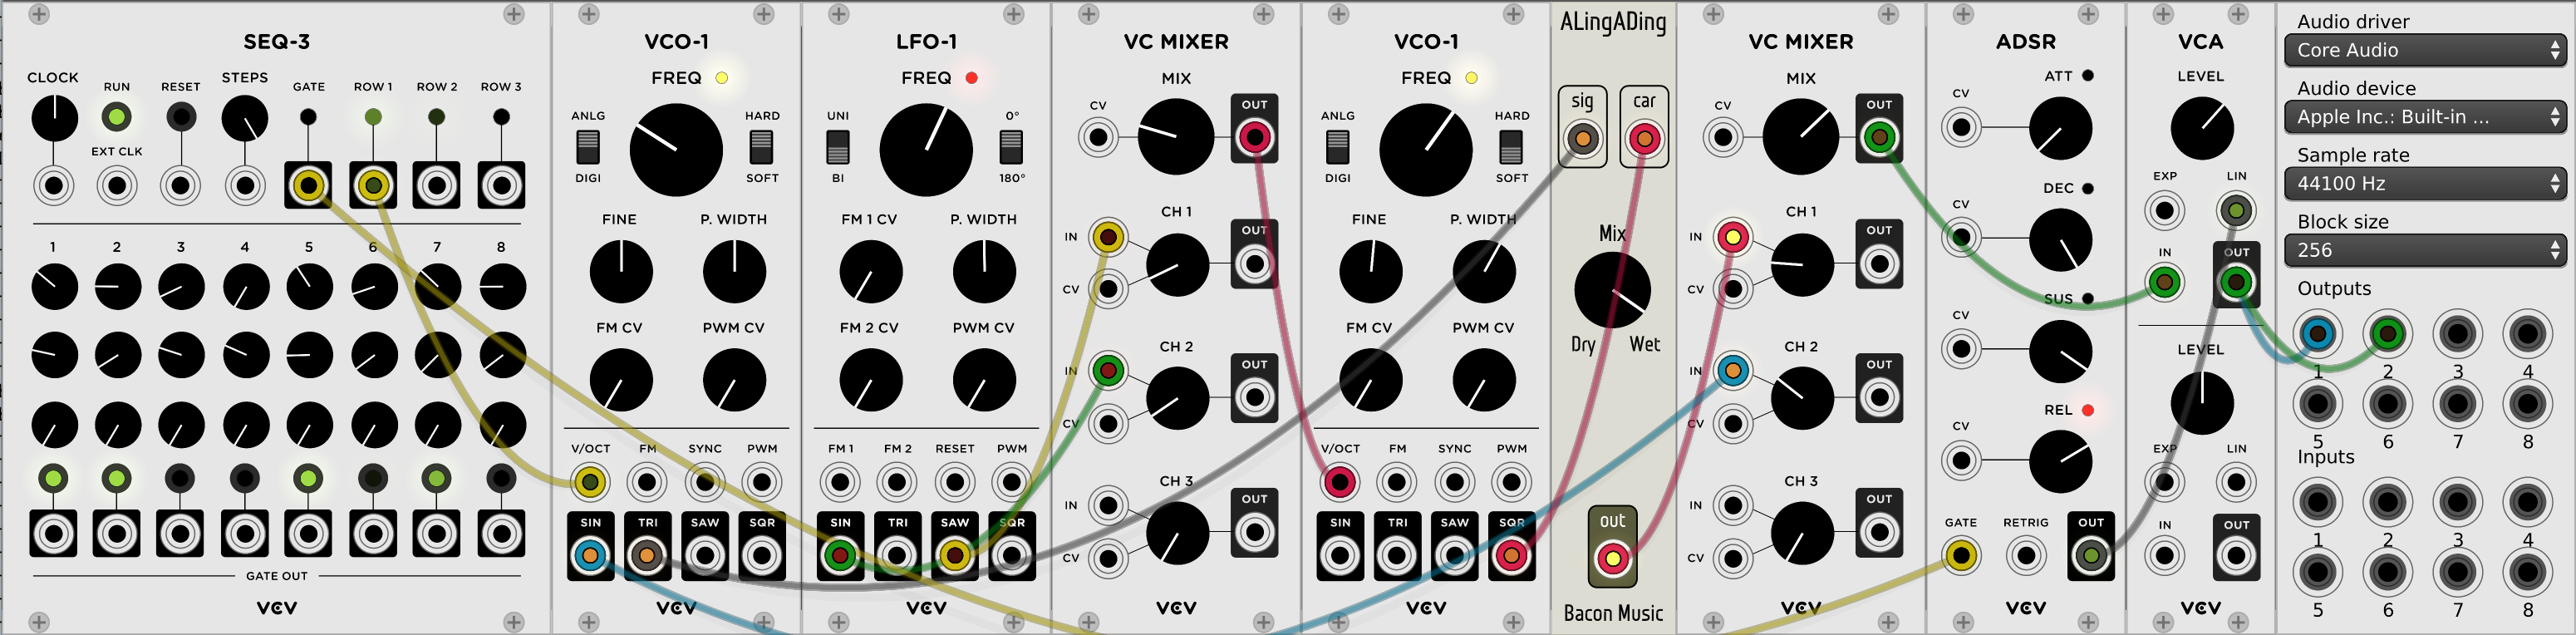 SEQ-3
CLOCK RUN RESET STEPS GATE ROW 1 ROW 2 ROW 3
EXT CLK
1 2 3 4 5 6 7 8
GATE OUT
VCV
VCO-1
FREQ
ANLG HARD
DIGI SOFT
FINE P. WIDTH
FM CV PWM CV
V/OCT FM SYNC PWM
SIN TRI SAW SQR
VCV
LFO-1
FREQ
UNI 0°
BI 180°
FM 1 CV P. WIDTH
FM 2 CV PWM CV
FM 1 FM 2 RESET PWM
SIN TRI SAW SQR
VCV
VC MIXER
MIX
CV OUT
CH 1
IN OUT
CV
CH 2
IN OUT
CV
CH 3
IN OUT
CV
VCV
VCO-1
FREQ
ANLG HARD
DIGI SOFT
FINE P. WIDTH
FM CV PWM CV
V/OCT FM SYNC PWM
SIN TRI SAW SQR
VCV
ALingADing
sig car
Mix
Dry Wet
out
Bacon Music
VC MIXER
MIX
CV OUT
CH 1
IN OUT
CV
CH 2
IN OUT
CV
CH 3
IN OUT
CV
VCV
ADSR
ATT
CV
DEC
CV
SUS
CV
REL
CV
GATE RETRIG OUT
VCV
VCA
LEVEL
EXP LIN
IN OUT
LEVEL
EXP LIN
IN OUT
VCV
Audio driver
Core Audio
Audio device
Apple Inc.: Built-in ...
Sample rate
44100 Hz
Block size
256
Outputs
1 2 3 4
5 6 7 8
Inputs
1 2 3 4
5 6 7 8